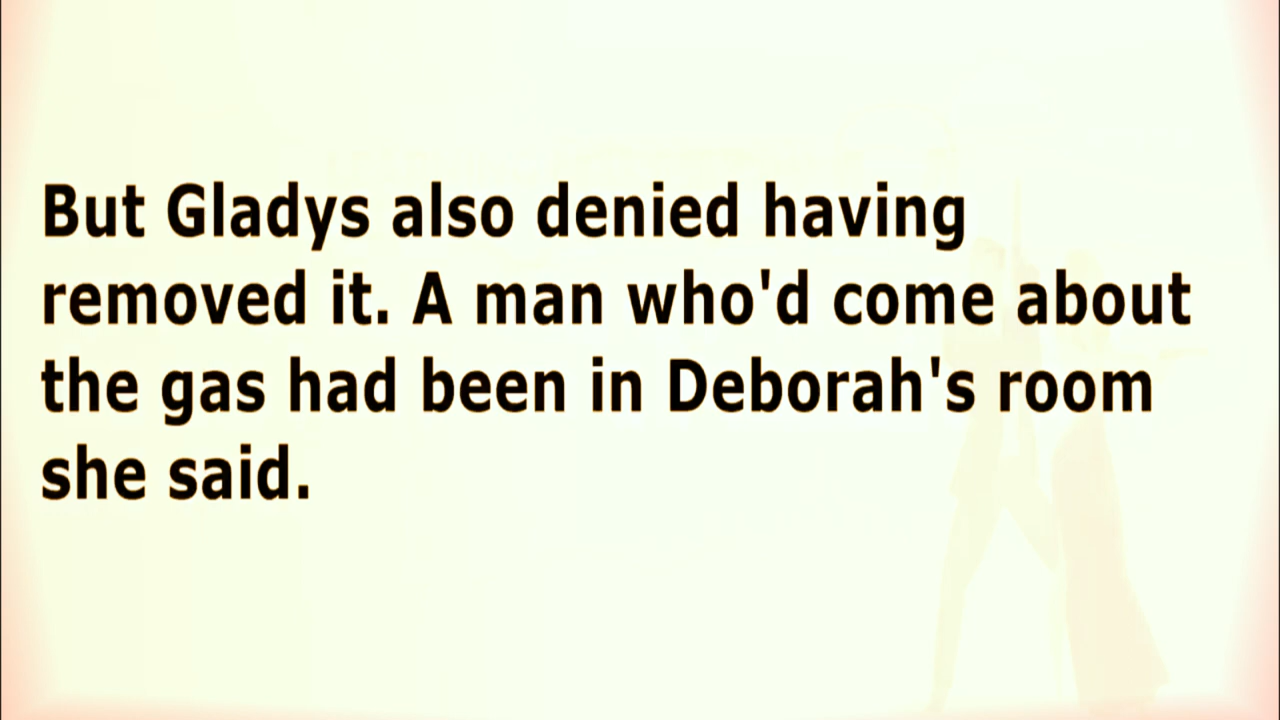 But Gladys also denied having
removed it. A man who'd come about
the gas had been in Deborah's room
she said.